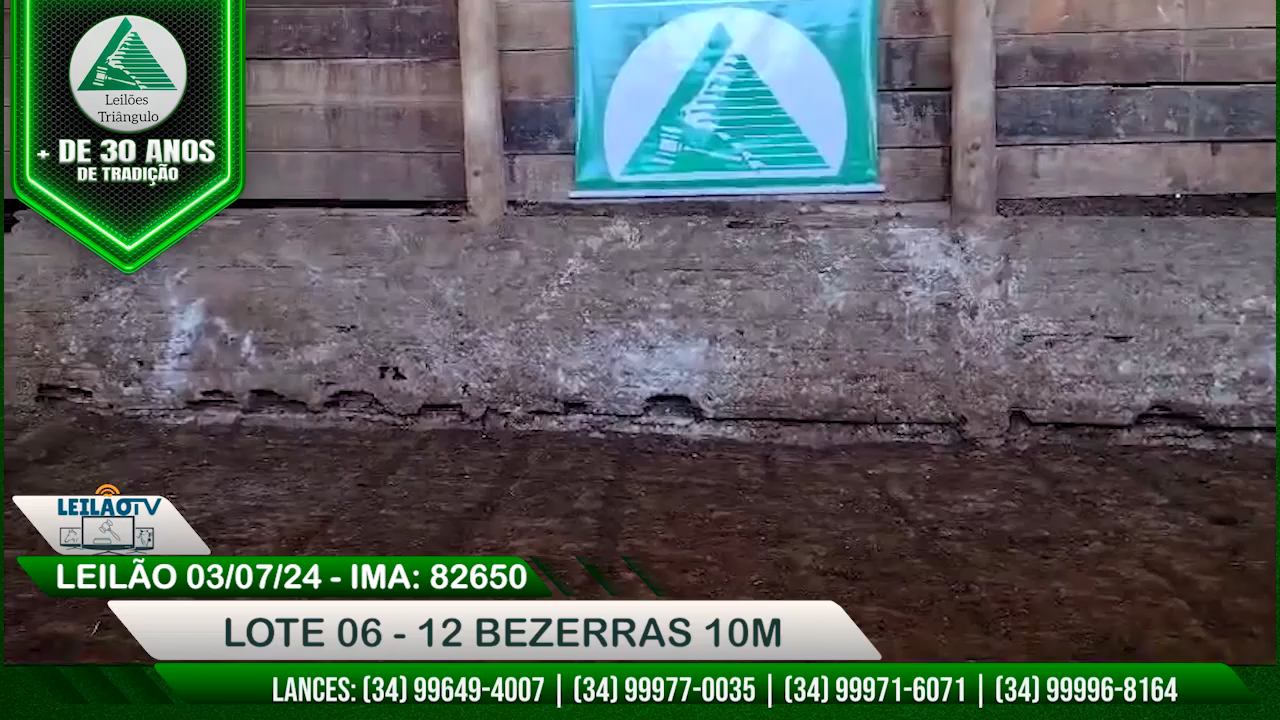 Leilões
Triângulo
+ DE 30 ANOS
DE TRADIÇÃO
LEILÃOTV
LEILÃO 03/07/24 - IMA: 82650
LOTE 06 - 12 BEZERRAS 10M
LANCES: (34) 99649-4007 | (34) 99977-0035 | (34) 99971-6071 | (34) 99996-8164